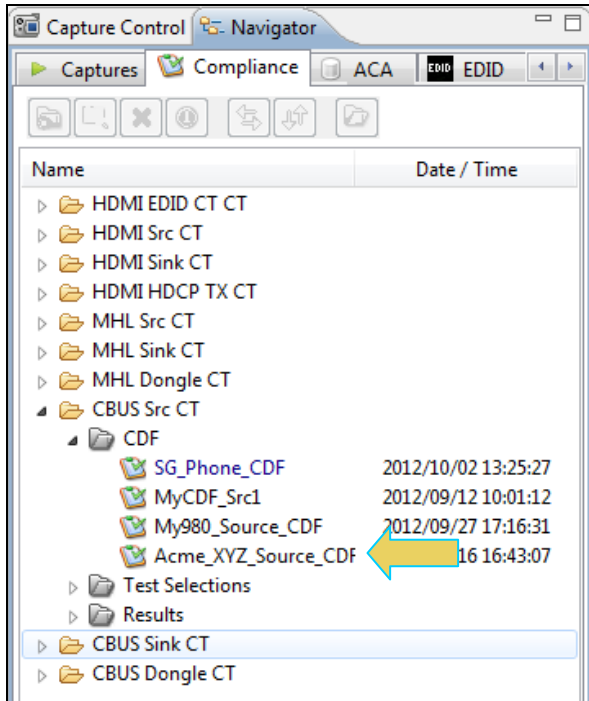 Capture Control Navigator
Captures Compliance ACA EDID EDID
Name Date / Time
HDMI EDID CT CT
HDMI Src CT
HDMI Sink CT
HDMI HDCP TX CT
MHL Src CT
MHL Sink CT
MHL Dongle CT
CBUS Src CT
CDF
SG_Phone_CDF 2012/10/02 13:25:27
MyCDF_Src1 2012/09/12 10:01:12
My980_Source_CDF 2012/09/27 17:16:31
Acme_XYZ_Source_CDF 16 16:43:07
Test Selections
Results
CBUS Sink CT
CBUS Dongle CT